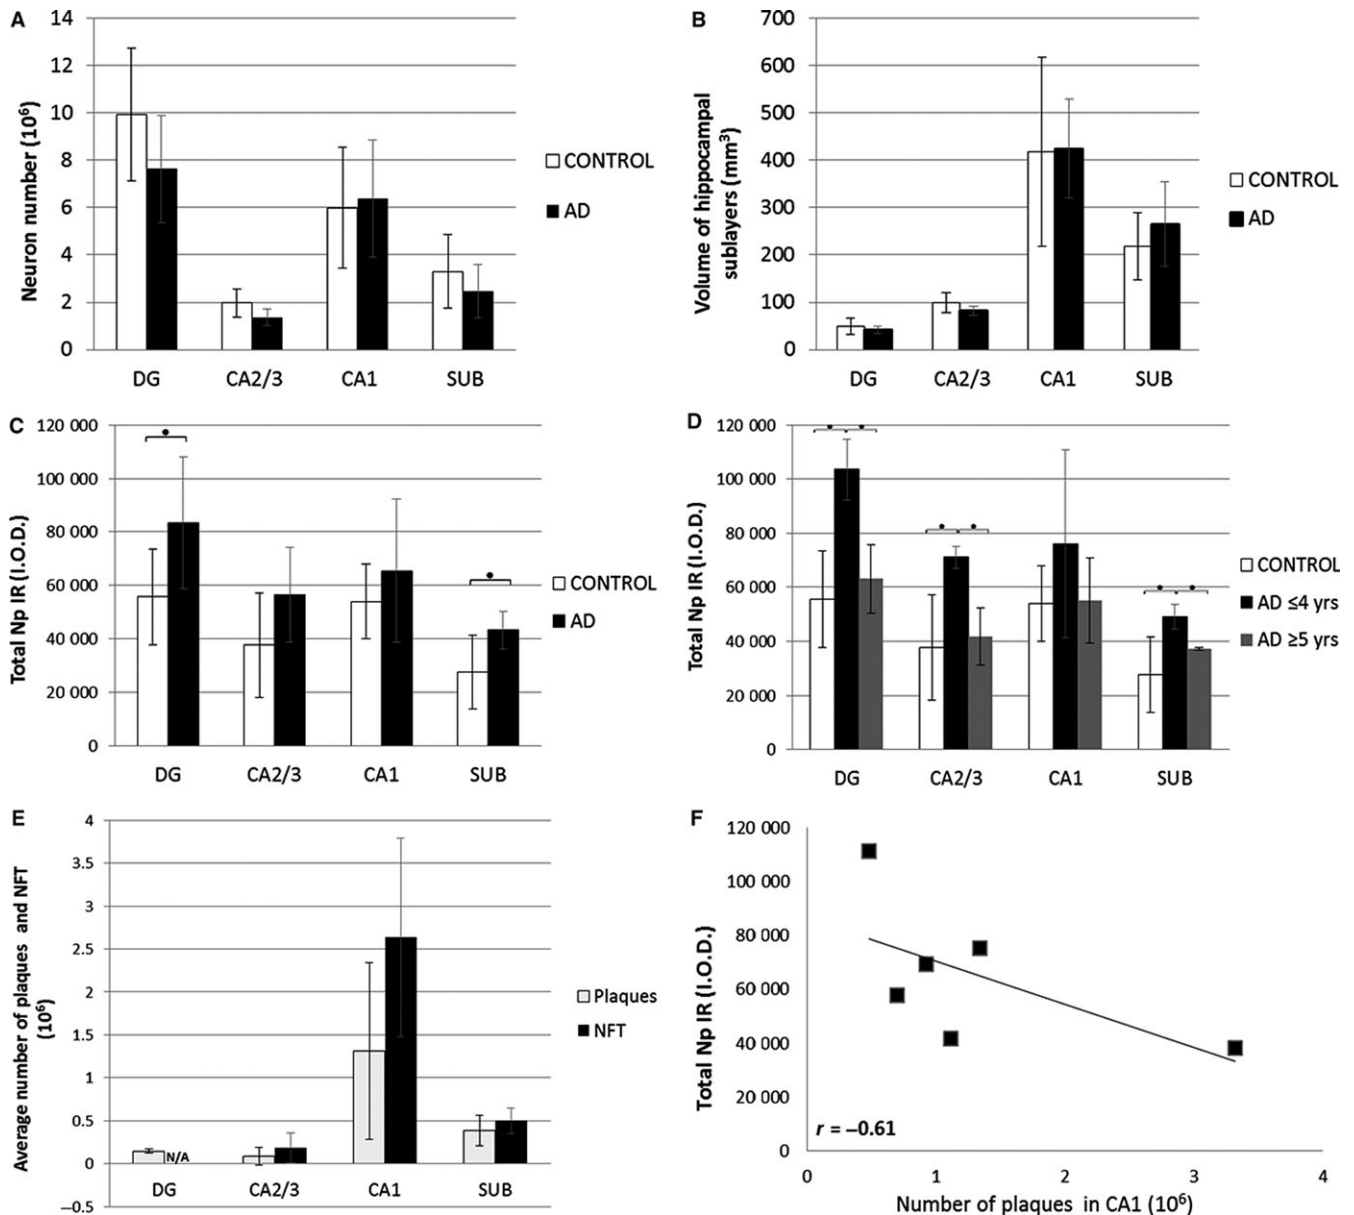 A
14
12
10
8
6
4
2
0
Neuron number (10⁶)
DG CA2/3 CA1 SUB
CONTROL
AD
B
700
600
500
400
300
200
100
0
Volume of hippocampal
sublayers (mm³)
DG CA2/3 CA1 SUB
CONTROL
AD
C
120 000
100 000
80 000
60 000
40 000
20 000
0
Total Np IR (I.O.D.)
DG CA2/3 CA1 SUB
CONTROL
AD
D
120 000
100 000
80 000
60 000
40 000
20 000
0
Total Np IR (I.O.D.)
DG CA2/3 CA1 SUB
CONTROL
AD ≤4 yrs
AD ≥5 yrs
E
4
3.5
3
2.5
2
1.5
1
0.5
0
–0.5
Average number of plaques and NFT
(10⁶)
N/A
DG CA2/3 CA1 SUB
Plaques
NFT
F
120 000
100 000
80 000
60 000
40 000
20 000
0
Total Np IR (I.O.D.)
r = –0.61
0 1 2 3 4
Number of plaques in CA1 (10⁶)